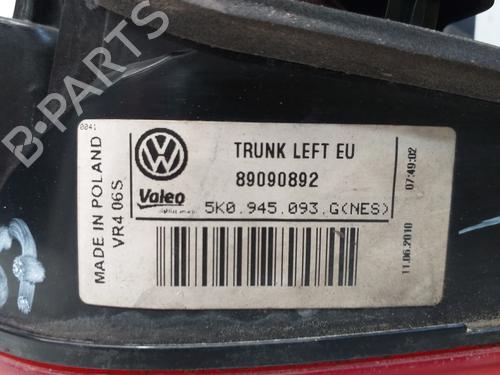 0041
TRUNK LEFT EU
89090892
Valeo
5K0.945.093.G(NES)
MADE IN POLAND
VR4 06S
07:49:02
11.06.2010
B-PARTS